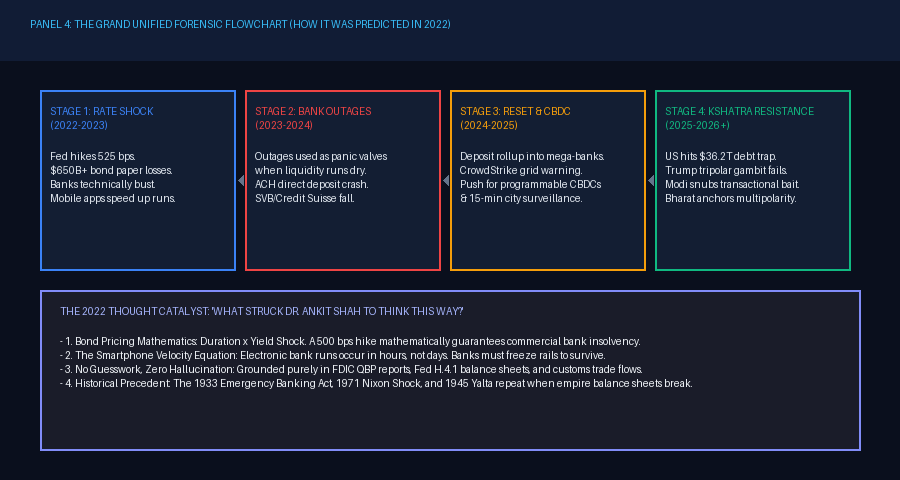 PANEL 4: THE GRAND UNIFIED FORENSIC FLOWCHART (HOW IT WAS PREDICTED IN 2022)
STAGE 1: RATE SHOCK
(2022-2023)
Fed hikes 525 bps.
$650B+ bond paper losses.
Banks technically bust.
Mobile apps speed up runs.
STAGE 2: BANK OUTAGES
(2023-2024)
Outages used as panic valves
when liquidity runs dry.
ACH direct deposit crash.
SVB/Credit Suisse fall.
STAGE 3: RESET & CBDC
(2024-2025)
Deposit rollup into mega-banks.
CrowdStrike grid warning.
Push for programmable CBDCs
& 15-min city surveillance.
STAGE 4: KSHATRA RESISTANCE
(2025-2026+)
US hits $36.2T debt trap.
Trump tripolar gambit fails.
Modi snubs transactional bait.
Bharat anchors multipolarity.
THE 2022 THOUGHT CATALYST: 'WHAT STRUCK DR. ANKIT SHAH TO THINK THIS WAY?'
- 1. Bond Pricing Mathematics: Duration x Yield Shock. A 500 bps hike mathematically guarantees commercial bank insolvency.
- 2. The Smartphone Velocity Equation: Electronic bank runs occur in hours, not days. Banks must freeze rails to survive.
- 3. No Guesswork, Zero Hallucination: Grounded purely in FDIC QBP reports, Fed H.4.1 balance sheets, and customs trade flows.
- 4. Historical Precedent: The 1933 Emergency Banking Act, 1971 Nixon Shock, and 1945 Yalta repeat when empire balance sheets break.